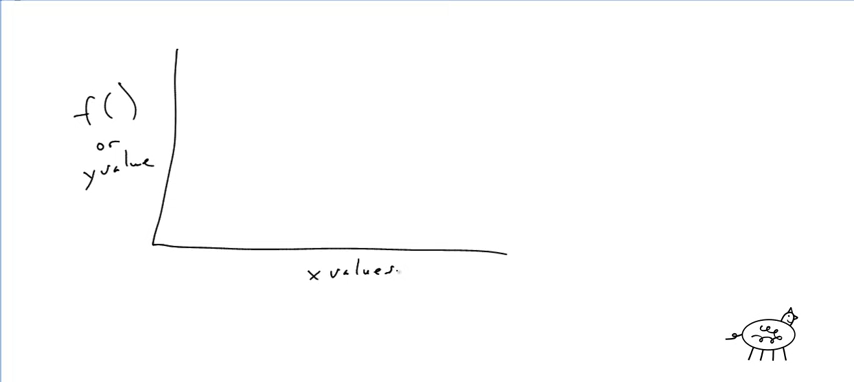 f()
or
y value
x values.